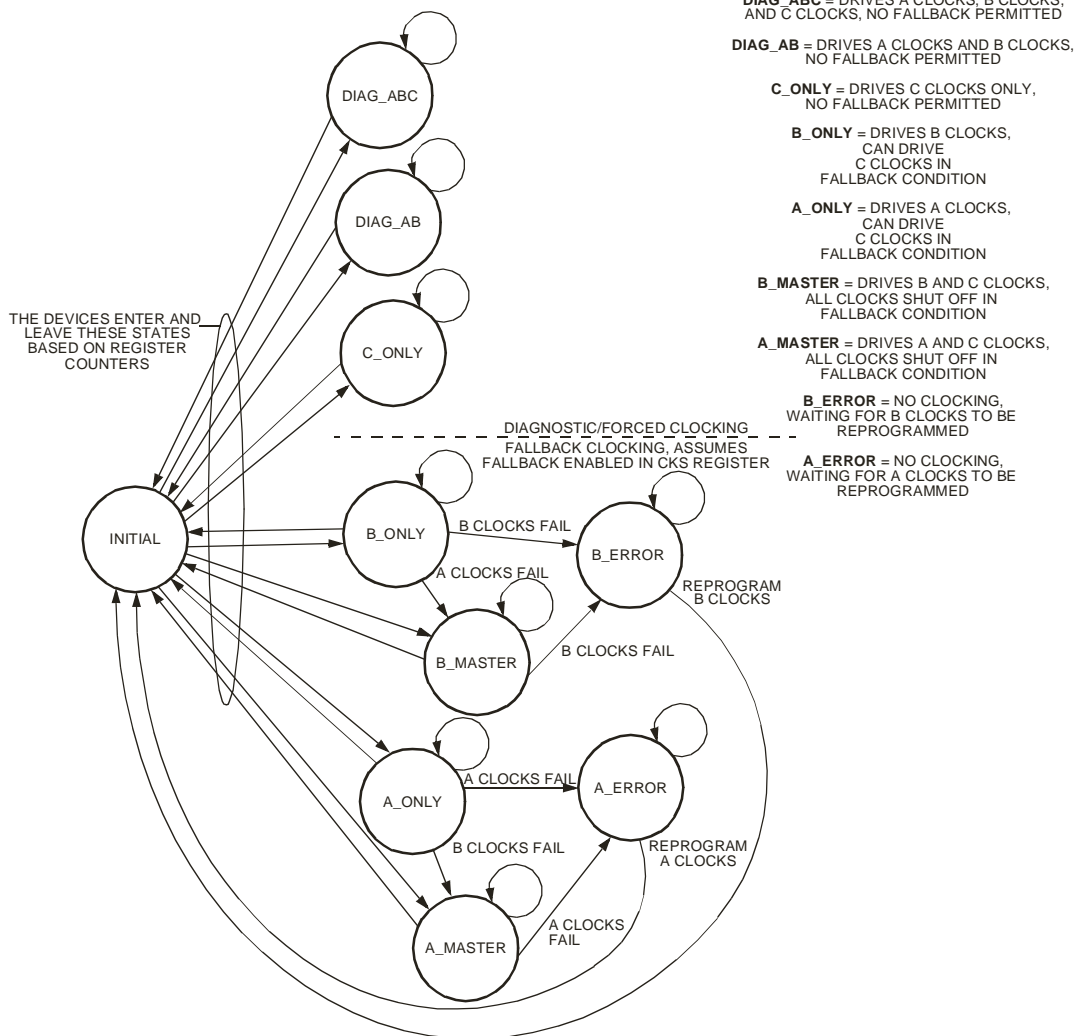 DIAG_ABC = DRIVES A CLOCKS, B CLOCKS,
AND C CLOCKS, NO FALLBACK PERMITTED
DIAG_AB = DRIVES A CLOCKS AND B CLOCKS,
NO FALLBACK PERMITTED
C_ONLY = DRIVES C CLOCKS ONLY,
NO FALLBACK PERMITTED
B_ONLY = DRIVES B CLOCKS,
CAN DRIVE
C CLOCKS IN
FALLBACK CONDITION
A_ONLY = DRIVES A CLOCKS,
CAN DRIVE
C CLOCKS IN
FALLBACK CONDITION
B_MASTER = DRIVES B AND C CLOCKS,
ALL CLOCKS SHUT OFF IN
FALLBACK CONDITION
A_MASTER = DRIVES A AND C CLOCKS,
ALL CLOCKS SHUT OFF IN
FALLBACK CONDITION
B_ERROR = NO CLOCKING,
WAITING FOR B CLOCKS TO BE
REPROGRAMMED
A_ERROR = NO CLOCKING,
WAITING FOR A CLOCKS TO BE
REPROGRAMMED
DIAG_ABC
DIAG_AB
C_ONLY
THE DEVICES ENTER AND
LEAVE THESE STATES
BASED ON REGISTER
COUNTERS
DIAGNOSTIC/FORCED CLOCKING
FALLBACK CLOCKING, ASSUMES
FALLBACK ENABLED IN CKS REGISTER
INITIAL
B_ONLY
B CLOCKS FAIL
B_ERROR
A CLOCKS FAIL
REPROGRAM
B CLOCKS
B_MASTER
B CLOCKS FAIL
A_ONLY
A CLOCKS FAIL
A_ERROR
B CLOCKS FAIL
REPROGRAM
A CLOCKS
A_MASTER
A CLOCKS
FAIL